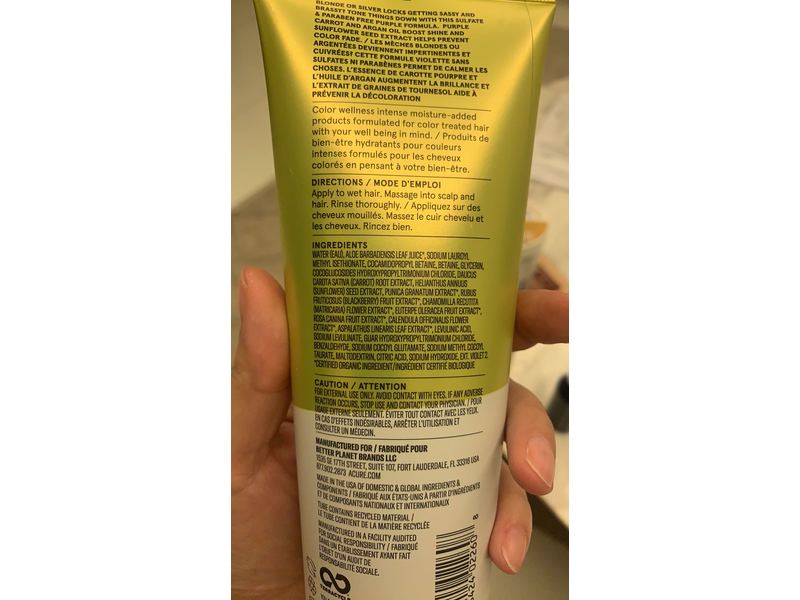 BLONDE OR SILVER LOCKS GETTING SASSY AND
BRASSY? TONE THINGS DOWN WITH THIS SULFATE
& PARABEN FREE PURPLE FORMULA. PURPLE
CARROT AND ARGAN OIL BOOST SHINE AND
SUNFLOWER SEED EXTRACT HELPS PREVENT
COLOR FADE. / LES MÈCHES BLONDES OU
ARGENTÉES DEVIENNENT IMPERTINENTES ET
CUIVRÉES? CETTE FORMULE VIOLETTE SANS
SULFATES NI PARABÈNES PERMET DE CALMER LES
CHOSES. L'ESSENCE DE CAROTTE POURPRE ET
L'HUILE D'ARGAN AUGMENTENT LA BRILLANCE ET
L'EXTRAIT DE GRAINES DE TOURNESOL AIDE À
PRÉVENIR LA DÉCOLORATION
Color wellness intense moisture-added
products formulated for color treated hair
with your well being in mind. / Produits de
bien-être hydratants pour couleurs
intenses formulés pour les cheveux
colorés en pensant à votre bien-être.
DIRECTIONS / MODE D'EMPLOI
Apply to wet hair. Massage into scalp and
hair. Rinse thoroughly. / Appliquez sur des
cheveux mouillés. Massez le cuir chevelu et
les cheveux. Rincez bien.
INGREDIENTS
WATER (EAU), ALOE BARBADENSIS LEAF JUICE*, SODIUM LAUROYL
METHYL ISETHIONATE, COCAMIDOPROPYL BETAINE, BETAINE, GLYCERIN,
COCOGLUCOSIDES HYDROXYPROPYLTRIMONIUM CHLORIDE, DAUCUS
CAROTA SATIVA (CARROT) ROOT EXTRACT, HELIANTHUS ANNUUS
(SUNFLOWER) SEED EXTRACT, PUNICA GRANATUM EXTRACT*, RUBUS
FRUTICOSUS (BLACKBERRY) FRUIT EXTRACT*, CHAMOMILLA RECUTITA
(MATRICARIA) FLOWER EXTRACT*, EUTERPE OLERACEA FRUIT EXTRACT*,
ROSA CANINA FRUIT EXTRACT*, CALENDULA OFFICINALIS FLOWER
EXTRACT*, ASPALATHUS LINEARIS LEAF EXTRACT*, LEVULINIC ACID,
SODIUM LEVULINATE, GUAR HYDROXYPROPYLTRIMONIUM CHLORIDE,
BENZALDEHYDE, SODIUM COCOYL GLUTAMATE, SODIUM METHYL COCOYL
TAURATE, MALTODEXTRIN, CITRIC ACID, SODIUM HYDROXIDE, EXT. VIOLET 2.
*CERTIFIED ORGANIC INGREDIENT/INGRÉDIENT CERTIFIÉ BIOLOGIQUE
CAUTION / ATTENTION
FOR EXTERNAL USE ONLY. AVOID CONTACT WITH EYES. IF ANY ADVERSE
REACTION OCCURS, STOP USE AND CONTACT YOUR PHYSICIAN. / POUR
USAGE EXTERNE SEULEMENT. ÉVITER TOUT CONTACT AVEC LES YEUX.
EN CAS D'EFFETS INDÉSIRABLES, ARRÊTER L'UTILISATION ET
CONSULTER UN MÉDECIN.
MANUFACTURED FOR / FABRIQUÉ POUR
BETTER PLANET BRANDS LLC
1535 SE 17TH STREET, SUITE 107, FORT LAUDERDALE, FL 33316 USA
877.902.2873 ACURE.COM
MADE IN THE USA OF DOMESTIC & GLOBAL INGREDIENTS &
COMPONENTS / FABRIQUÉ AUX ÉTATS-UNIS À PARTIR D'INGRÉDIENTS
ET DE COMPOSANTS NATIONAUX ET INTERNATIONAUX
TUBE CONTAINS RECYCLED MATERIAL /
LE TUBE CONTIENT DE LA MATIÈRE RECYCLÉE
MANUFACTURED IN A FACILITY AUDITED
FOR SOCIAL RESPONSIBILITY / FABRIQUÉ
DANS UN ÉTABLISSEMENT AYANT FAIT
L'OBJET D'UN AUDIT DE
RESPONSABILITÉ SOCIALE.
TERRACYCLE
02260 8